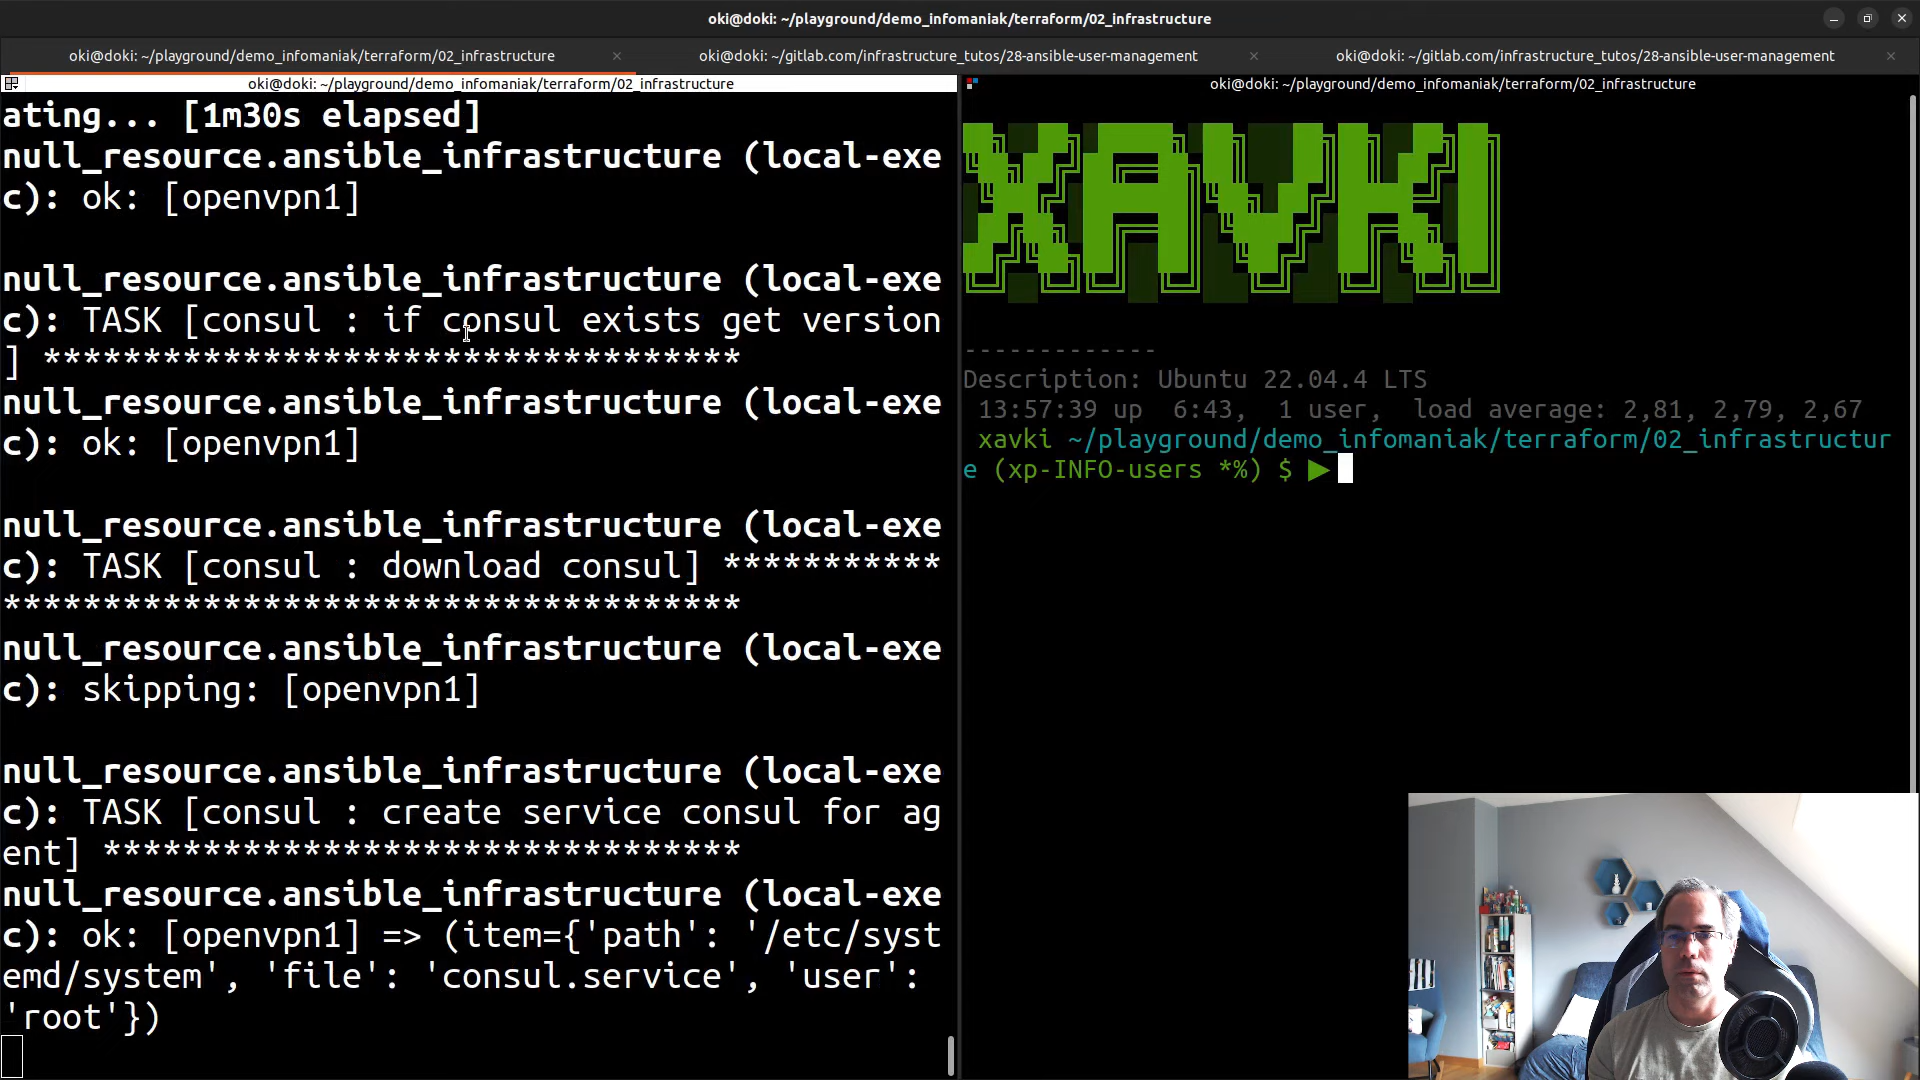 oki@doki: ~/playground/demo_infomaniak/terraform/02_infrastructure
oki@doki: ~/playground/demo_infomaniak/terraform/02_infrastructure
oki@doki: ~/gitlab.com/infrastructure_tutos/28-ansible-user-management
oki@doki: ~/gitlab.com/infrastructure_tutos/28-ansible-user-management
oki@doki: ~/playground/demo_infomaniak/terraform/02_infrastructure
ating... [1m30s elapsed]
null_resource.ansible_infrastructure (local-exe
c): ok: [openvpn1]
null_resource.ansible_infrastructure (local-exe
c): TASK [consul : if consul exists get version
] ***********************************
null_resource.ansible_infrastructure (local-exe
c): ok: [openvpn1]
null_resource.ansible_infrastructure (local-exe
c): TASK [consul : download consul] ***********
*************************************
null_resource.ansible_infrastructure (local-exe
c): skipping: [openvpn1]
null_resource.ansible_infrastructure (local-exe
c): TASK [consul : create service consul for ag
ent] ********************************
null_resource.ansible_infrastructure (local-exe
c): ok: [openvpn1] => (item={'path': '/etc/syst
emd/system', 'file': 'consul.service', 'user':
'root'})
oki@doki: ~/playground/demo_infomaniak/terraform/02_infrastructure
XAVKI
-------------
Description: Ubuntu 22.04.4 LTS
13:57:39 up  6:43,  1 user,  load average: 2,81, 2,79, 2,67
xavki ~/playground/demo_infomaniak/terraform/02_infrastructur
e (xp-INFO-users *%) $ ▶